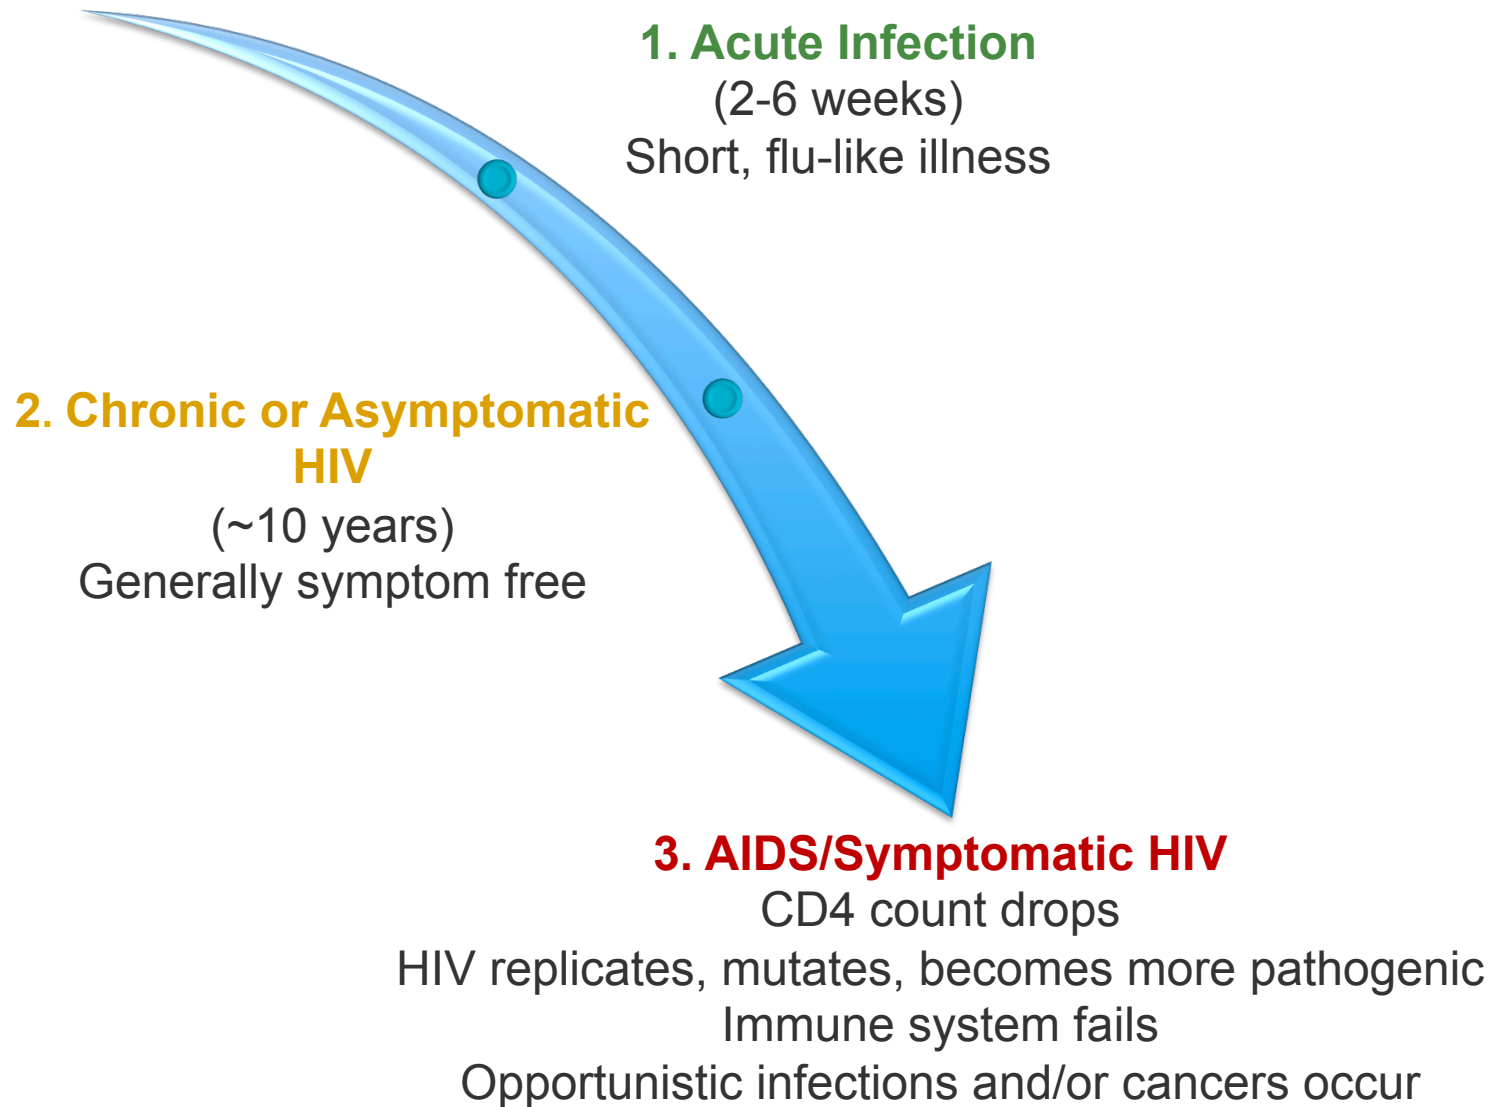 1. Acute Infection
(2-6 weeks)
Short, flu-like illness
2. Chronic or Asymptomatic
HIV
(~10 years)
Generally symptom free
3. AIDS/Symptomatic HIV
CD4 count drops
HIV replicates, mutates, becomes more pathogenic
Immune system fails
Opportunistic infections and/or cancers occur